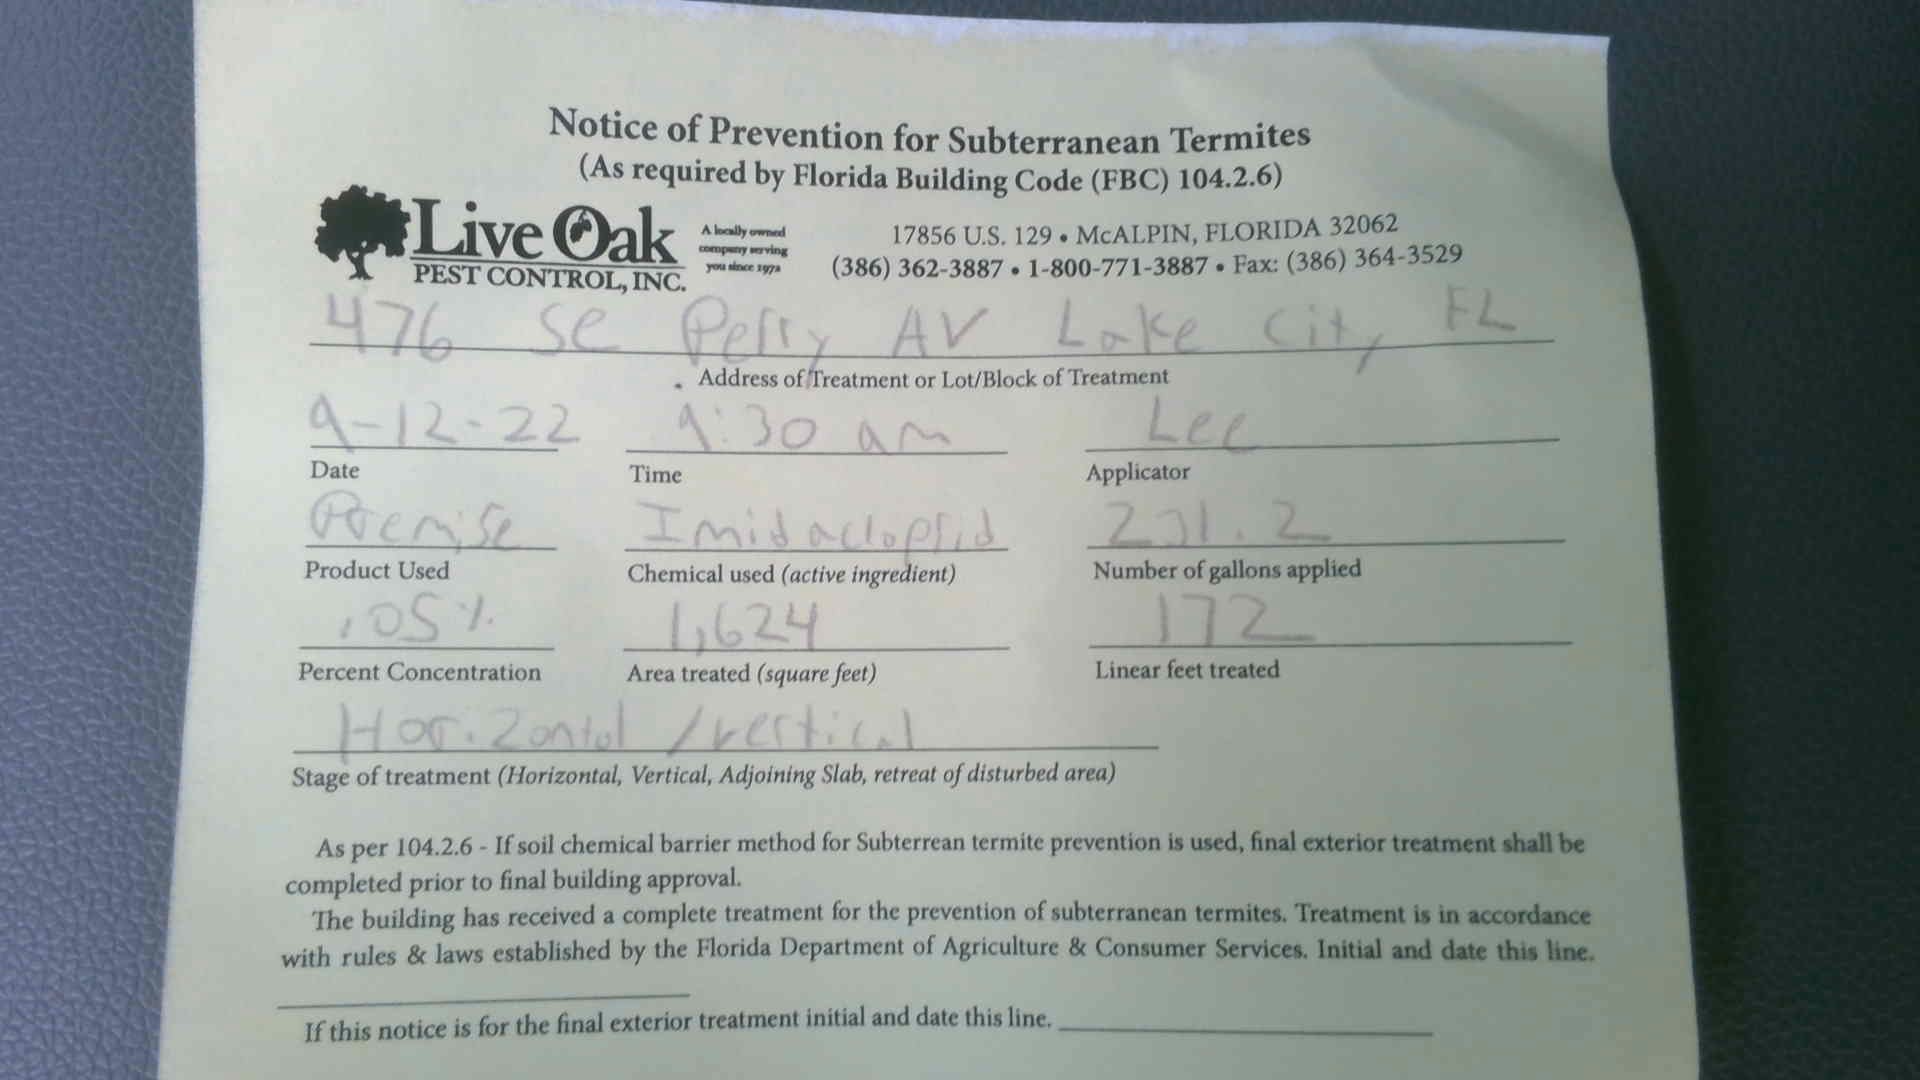 Notice of Prevention for Subterranean Termites
(As required by Florida Building Code (FBC) 104.2.6)
Live Oak
PEST CONTROL, INC.
A locally owned
company serving
you since 1972
17856 U.S. 129 • McALPIN, FLORIDA 32062
(386) 362-3887 • 1-800-771-3887 • Fax: (386) 364-3529
476 SE Perry AV Lake City FL
Address of Treatment or Lot/Block of Treatment
9-12-22 9:30 am Lee
Date Time Applicator
Premise Imidacloprid 231.2
Product Used Chemical used (active ingredient) Number of gallons applied
.05% 1,624 172
Percent Concentration Area treated (square feet) Linear feet treated
Horizontal /vertical
Stage of treatment (Horizontal, Vertical, Adjoining Slab, retreat of disturbed area)
As per 104.2.6 - If soil chemical barrier method for Subterrean termite prevention is used, final exterior treatment shall be
completed prior to final building approval.
The building has received a complete treatment for the prevention of subterranean termites. Treatment is in accordance
with rules & laws established by the Florida Department of Agriculture & Consumer Services. Initial and date this line.
If this notice is for the final exterior treatment initial and date this line.